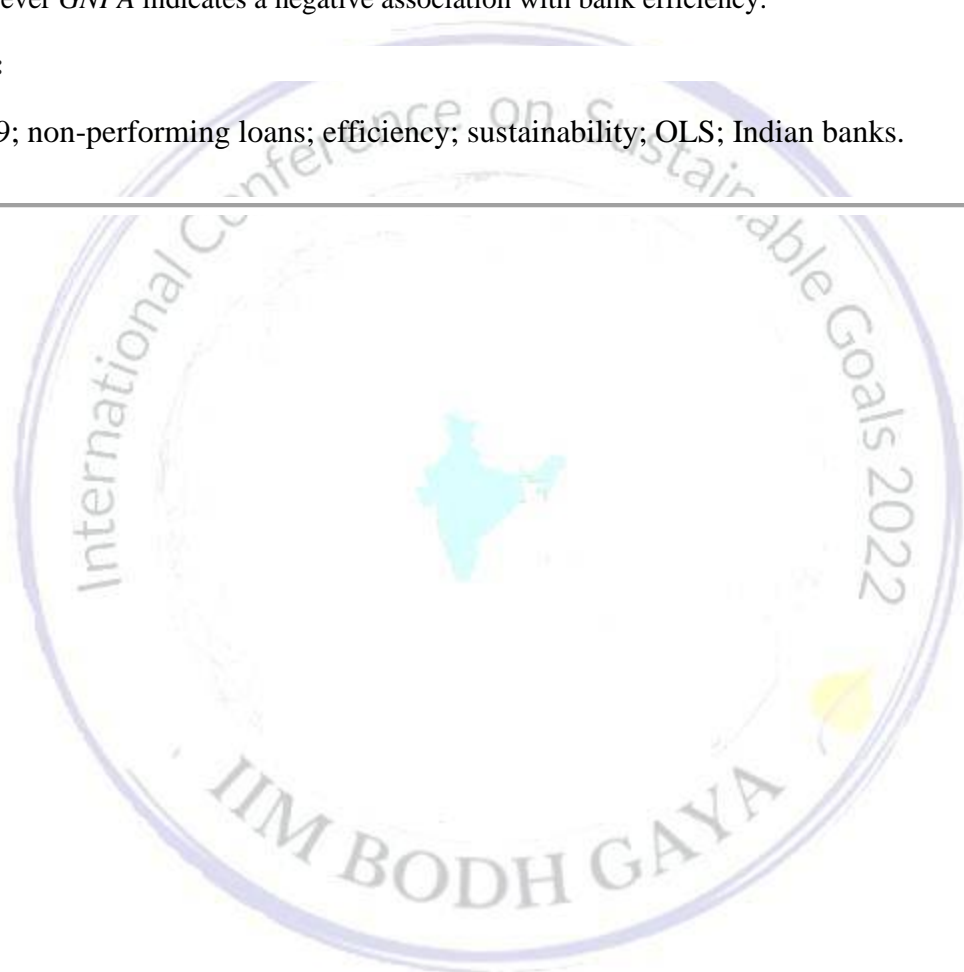 ever GNPA indicates a negative association with bank efficiency.
:
9; non-performing loans; efficiency; sustainability; OLS; Indian banks.
International Conference on Sustainable Goals 2022
IIM BODH GAYA